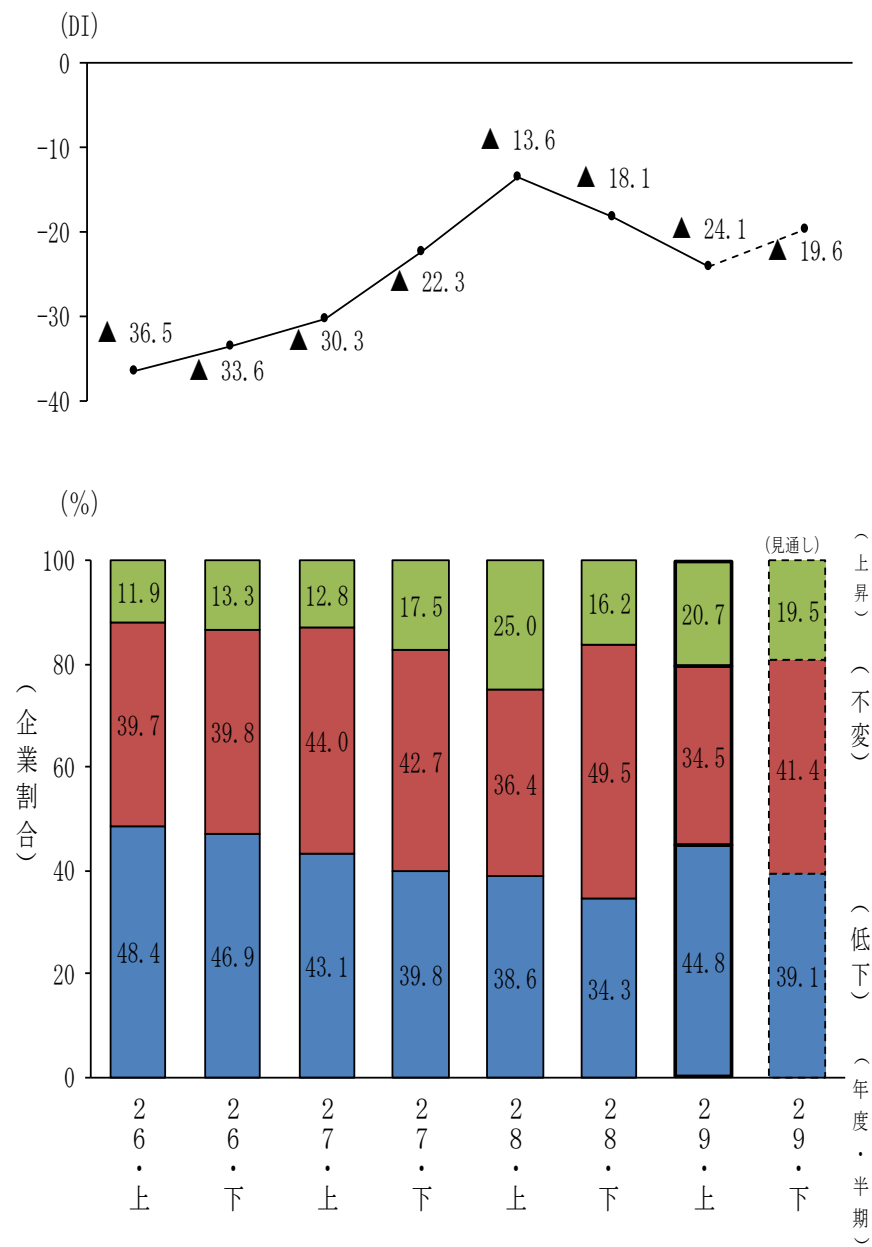 (DI)
0
-10
-20
-30
-40
▲ 36.5
▲ 33.6
▲ 30.3
▲ 22.3
▲ 13.6
▲ 18.1
▲ 24.1
▲ 19.6
(%)
(見通し)
100
80
60
40
20
0
(企業割合)
11.9 13.3 12.8 17.5 25.0 16.2 20.7 19.5
39.7 39.8 44.0 42.7 36.4 49.5 34.5 41.4
48.4 46.9 43.1 39.8 38.6 34.3 44.8 39.1
(上昇)
(不変)
(低下)
26・上
26・下
27・上
27・下
28・上
28・下
29・上
29・下
(年度・半期)